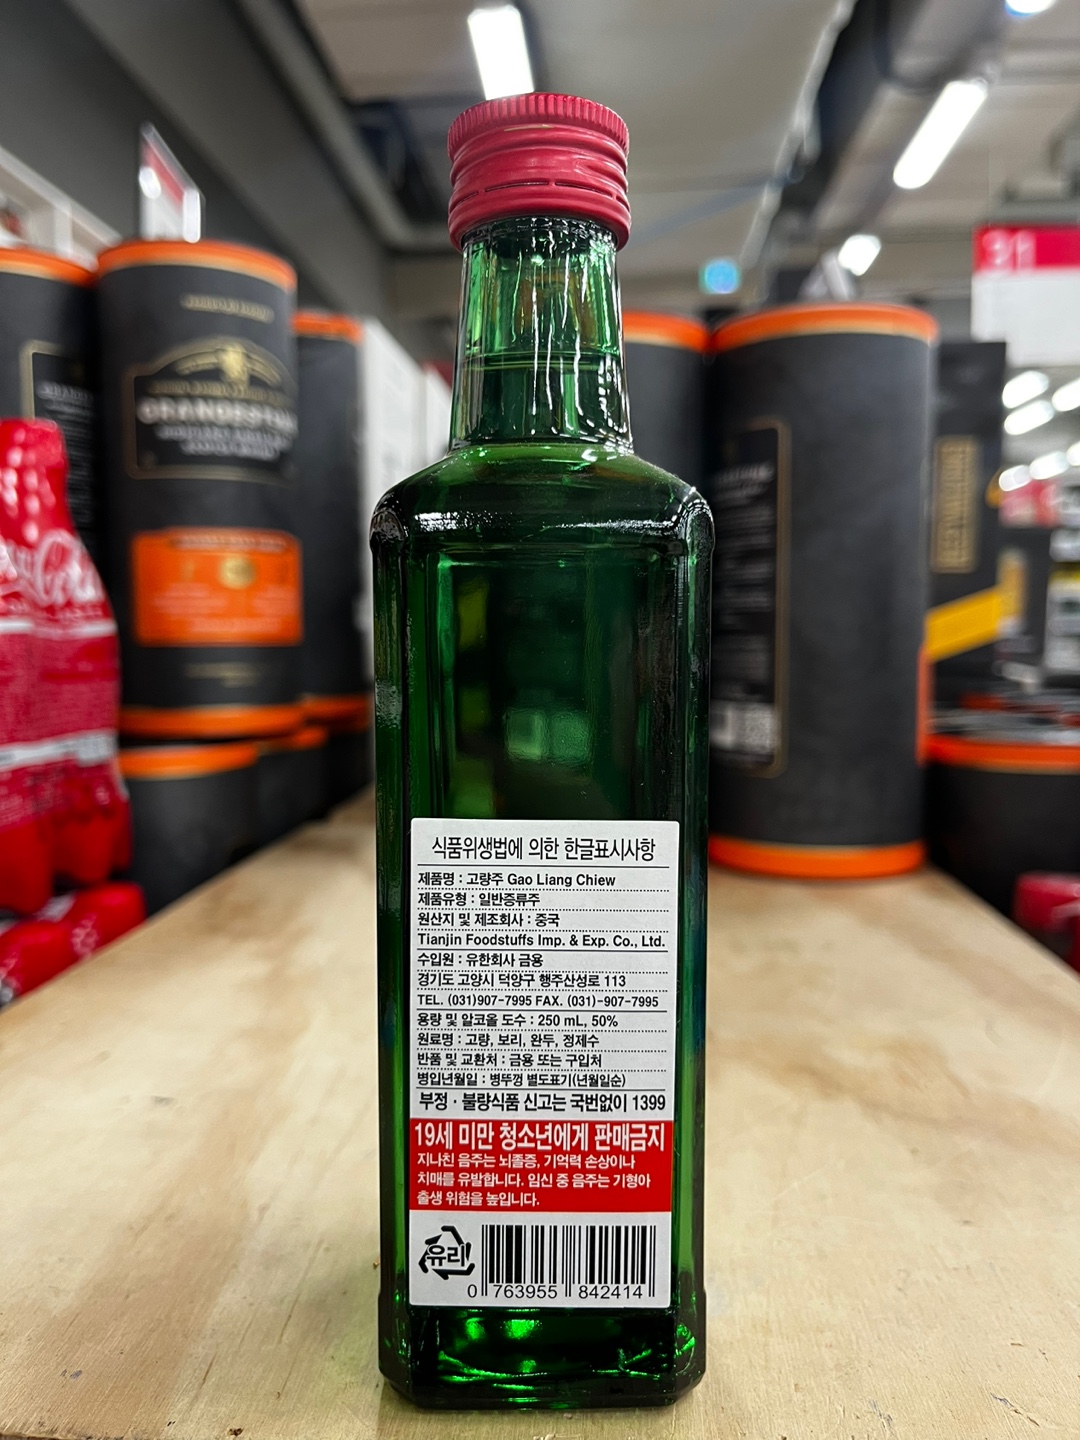 식품위생법에 의한 한글표시사항
제품명 : 고량주 Gao Liang Chiew
제품유형 : 일반증류주
원산지 및 제조회사 : 중국
Tianjin Foodstuffs Imp. & Exp. Co., Ltd.
수입원 : 유한회사 금용
경기도 고양시 덕양구 행주산성로 113
TEL. (031)907-7995 FAX. (031)-907-7995
용량 및 알코올 도수 : 250 mL, 50%
원료명 : 고량, 보리, 완두, 정제수
반품 및 교환처 : 금용 또는 구입처
병입년월일 : 병뚜껑 별도표기(년월일순)
부정 · 불량식품 신고는 국번없이 1399
19세 미만 청소년에게 판매금지
지나친 음주는 뇌졸중, 기억력 손상이나
치매를 유발합니다. 임신 중 음주는 기형아
출생 위험을 높입니다.
유리
0 763955 842414